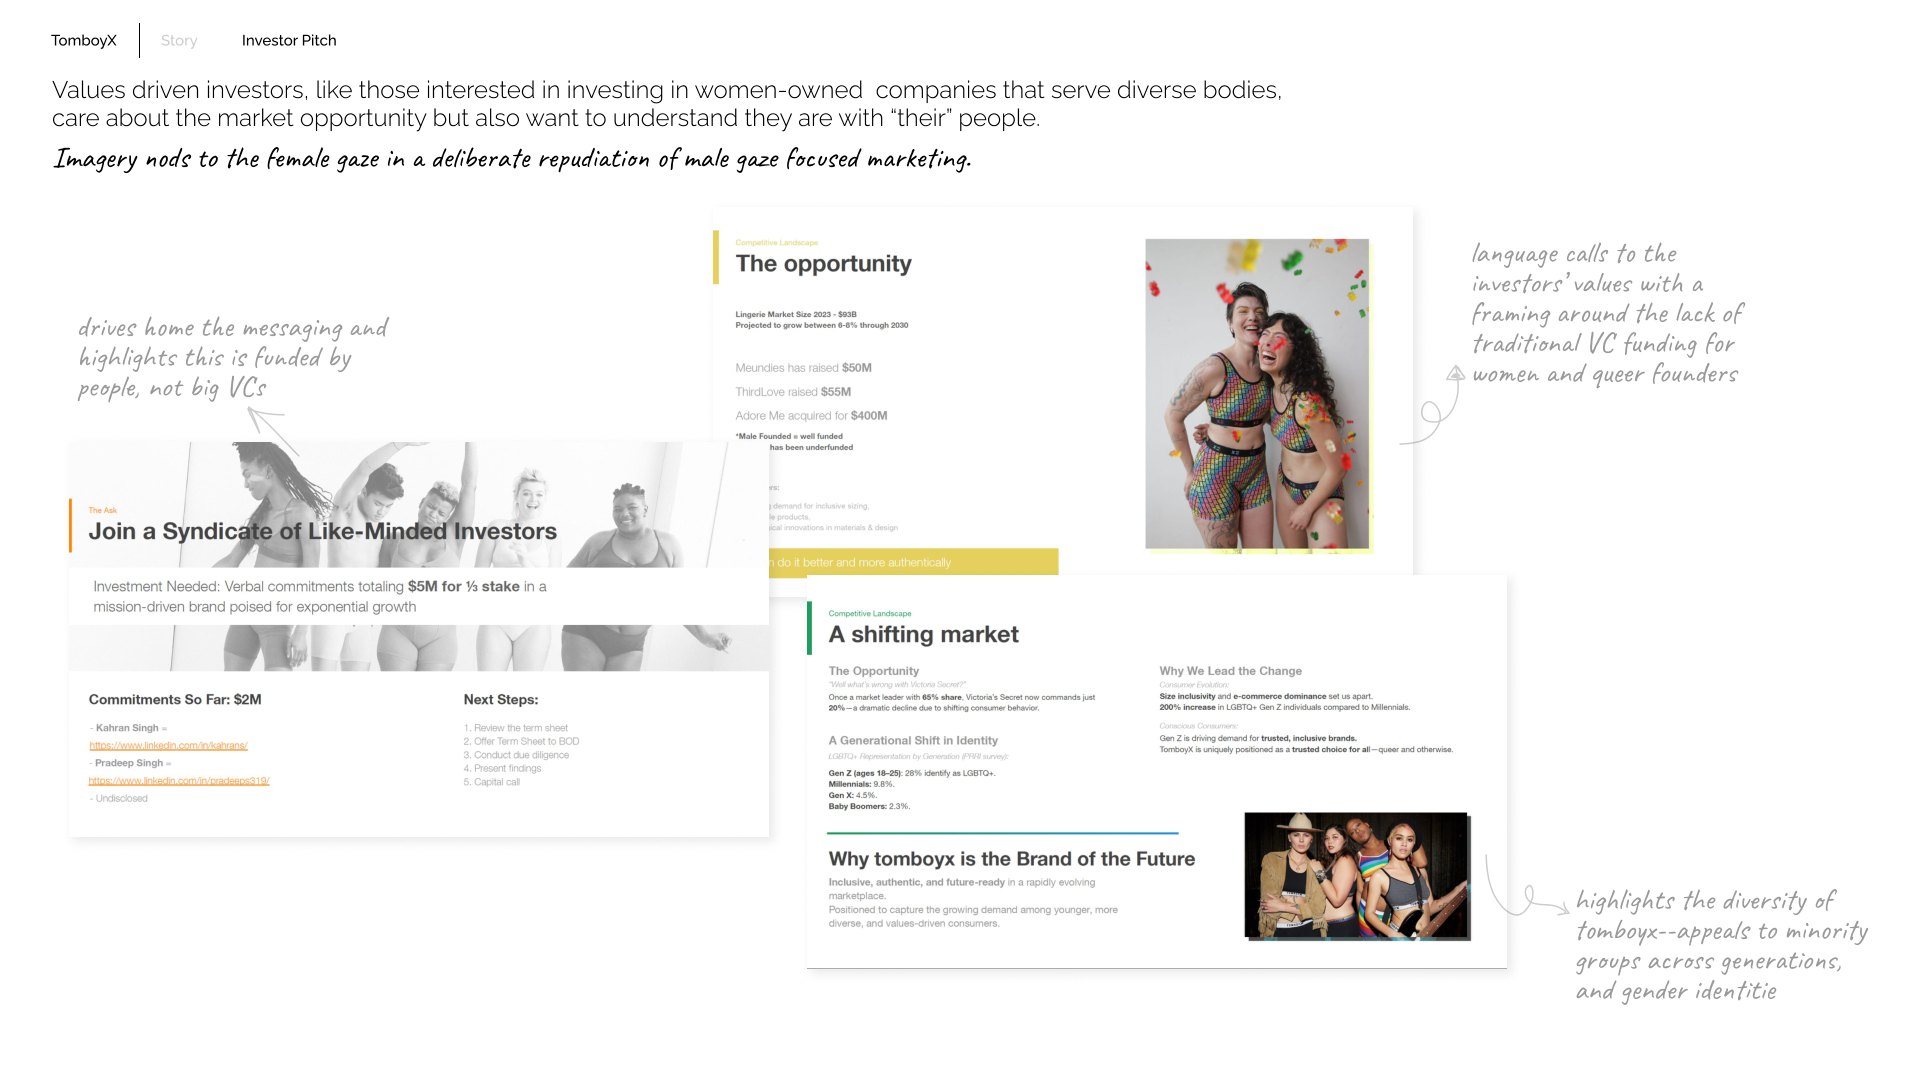 TomboyX
Story
Investor Pitch
Values driven investors, like those interested in investing in women-owned  companies that serve diverse bodies,
care about the market opportunity but also want to understand they are with “their” people.
Imagery nods to the female gaze in a deliberate repudiation of male gaze focused marketing.
drives home the messaging and
highlights this is funded by
people, not big VCs
The Ask
Join a Syndicate of Like-Minded Investors
Investment Needed: Verbal commitments totaling $5M for ⅓ stake in a
mission-driven brand poised for exponential growth
Commitments So Far: $2M
- Kahran Singh =
https://www.linkedin.com/in/kahrans/
- Pradeep Singh =
https://www.linkedin.com/in/pradeeps319/
- Undisclosed
Next Steps:
1. Review the term sheet
2. Offer Term Sheet to BOD
3. Conduct due diligence
4. Present findings
5. Capital call
Competitive Landscape
The opportunity
Lingerie Market Size 2023 - $93B
Projected to grow between 6-8% through 2030
Meundies has raised $50M
ThirdLove raised $55M
Adore Me acquired for $400M
*Male Founded = well funded
has been underfunded
demand for inclusive sizing,
products,
innovations in materials & design
do it better and more authentically
language calls to the
investors’ values with a
framing around the lack of
traditional VC funding for
women and queer founders
Competitive Landscape
A shifting market
The Opportunity
"Well what's wrong with Victoria Secret?"
Once a market leader with 65% share, Victoria's Secret now commands just
20%—a dramatic decline due to shifting consumer behavior.
A Generational Shift in Identity
LGBTQ+ Representation by Generation (PRRI survey):
Gen Z (ages 18–25): 28% identify as LGBTQ+.
Millennials: 9.8%.
Gen X: 4.5%.
Baby Boomers: 2.3%.
Why We Lead the Change
Consumer Evolution:
Size inclusivity and e-commerce dominance set us apart.
200% increase in LGBTQ+ Gen Z individuals compared to Millennials.
Conscious Consumers:
Gen Z is driving demand for trusted, inclusive brands.
TomboyX is uniquely positioned as a trusted choice for all—queer and otherwise.
Why tomboyx is the Brand of the Future
Inclusive, authentic, and future-ready in a rapidly evolving
marketplace.
Positioned to capture the growing demand among younger, more
diverse, and values-driven consumers.
highlights the diversity of
tomboyx--appeals to minority
groups across generations,
and gender identitie